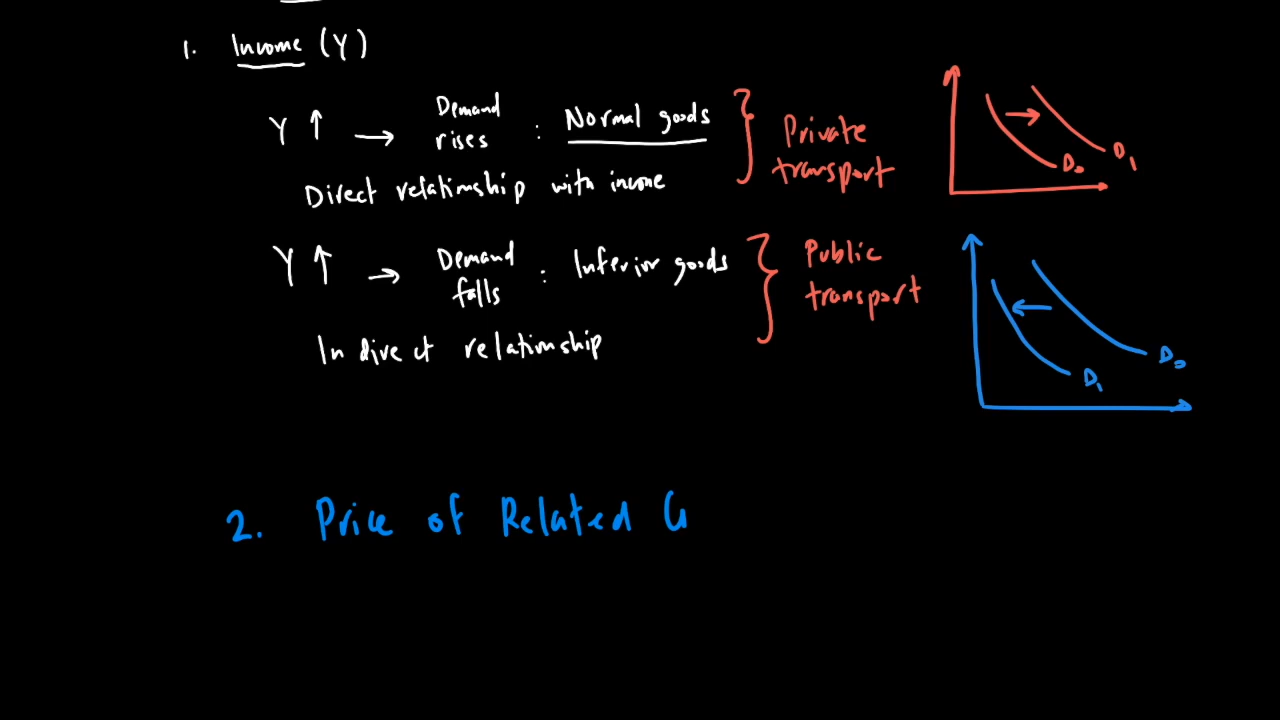 1. Income (Y)
Y ↑ → Demand rises : Normal goods } Private transport
D₀ D₁
Direct relationship with income
Y ↑ → Demand falls : Inferior goods } Public transport
Indirect relationship
D₁ D₀
2. Price of Related G